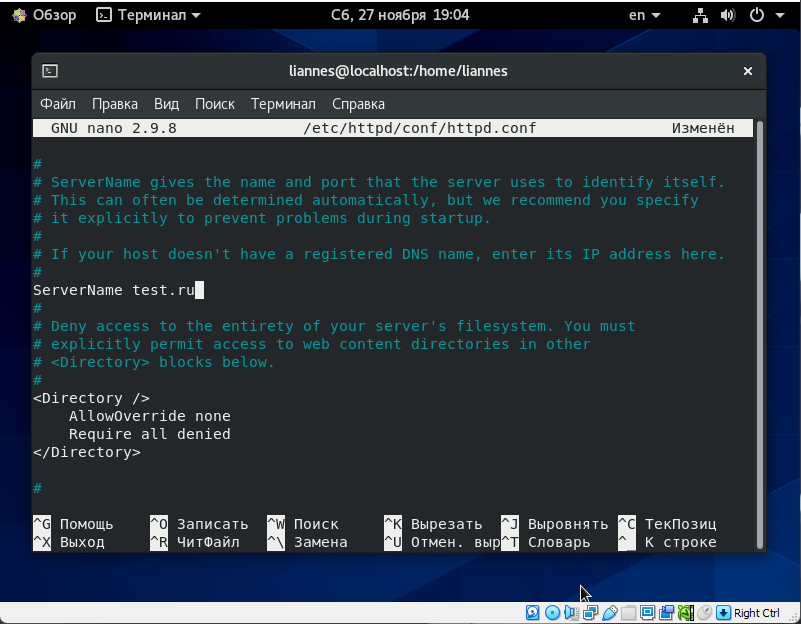 Обзор Терминал Сб, 27 ноября 19:04 en
liannes@localhost:/home/liannes
Файл Правка Вид Поиск Терминал Справка
GNU nano 2.9.8 /etc/httpd/conf/httpd.conf Изменён
#
# ServerName gives the name and port that the server uses to identify itself.
# This can often be determined automatically, but we recommend you specify
# it explicitly to prevent problems during startup.
#
# If your host doesn't have a registered DNS name, enter its IP address here.
#
ServerName test.ru
#
# Deny access to the entirety of your server's filesystem. You must
# explicitly permit access to web content directories in other
# <Directory> blocks below.
#
<Directory />
    AllowOverride none
    Require all denied
</Directory>
#
^G Помощь ^O Записать ^W Поиск ^K Вырезать ^J Выровнять ^C ТекПозиц
^X Выход ^R ЧитФайл ^\ Замена ^U Отмен. выр ^T Словарь ^_ К строке
Right Ctrl